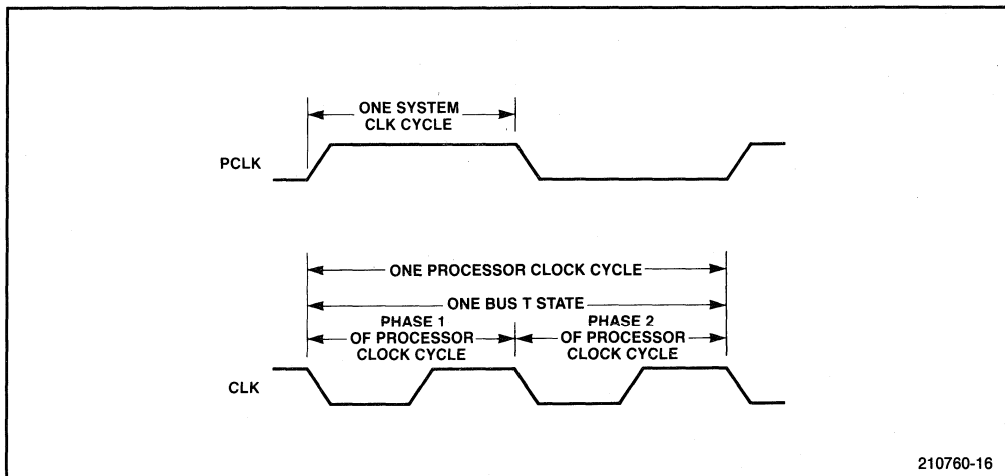 ONE SYSTEM
CLK CYCLE
PCLK
ONE PROCESSOR CLOCK CYCLE
ONE BUS T STATE
PHASE 1
OF PROCESSOR
CLOCK CYCLE
PHASE 2
OF PROCESSOR
CLOCK CYCLE
CLK
210760-16